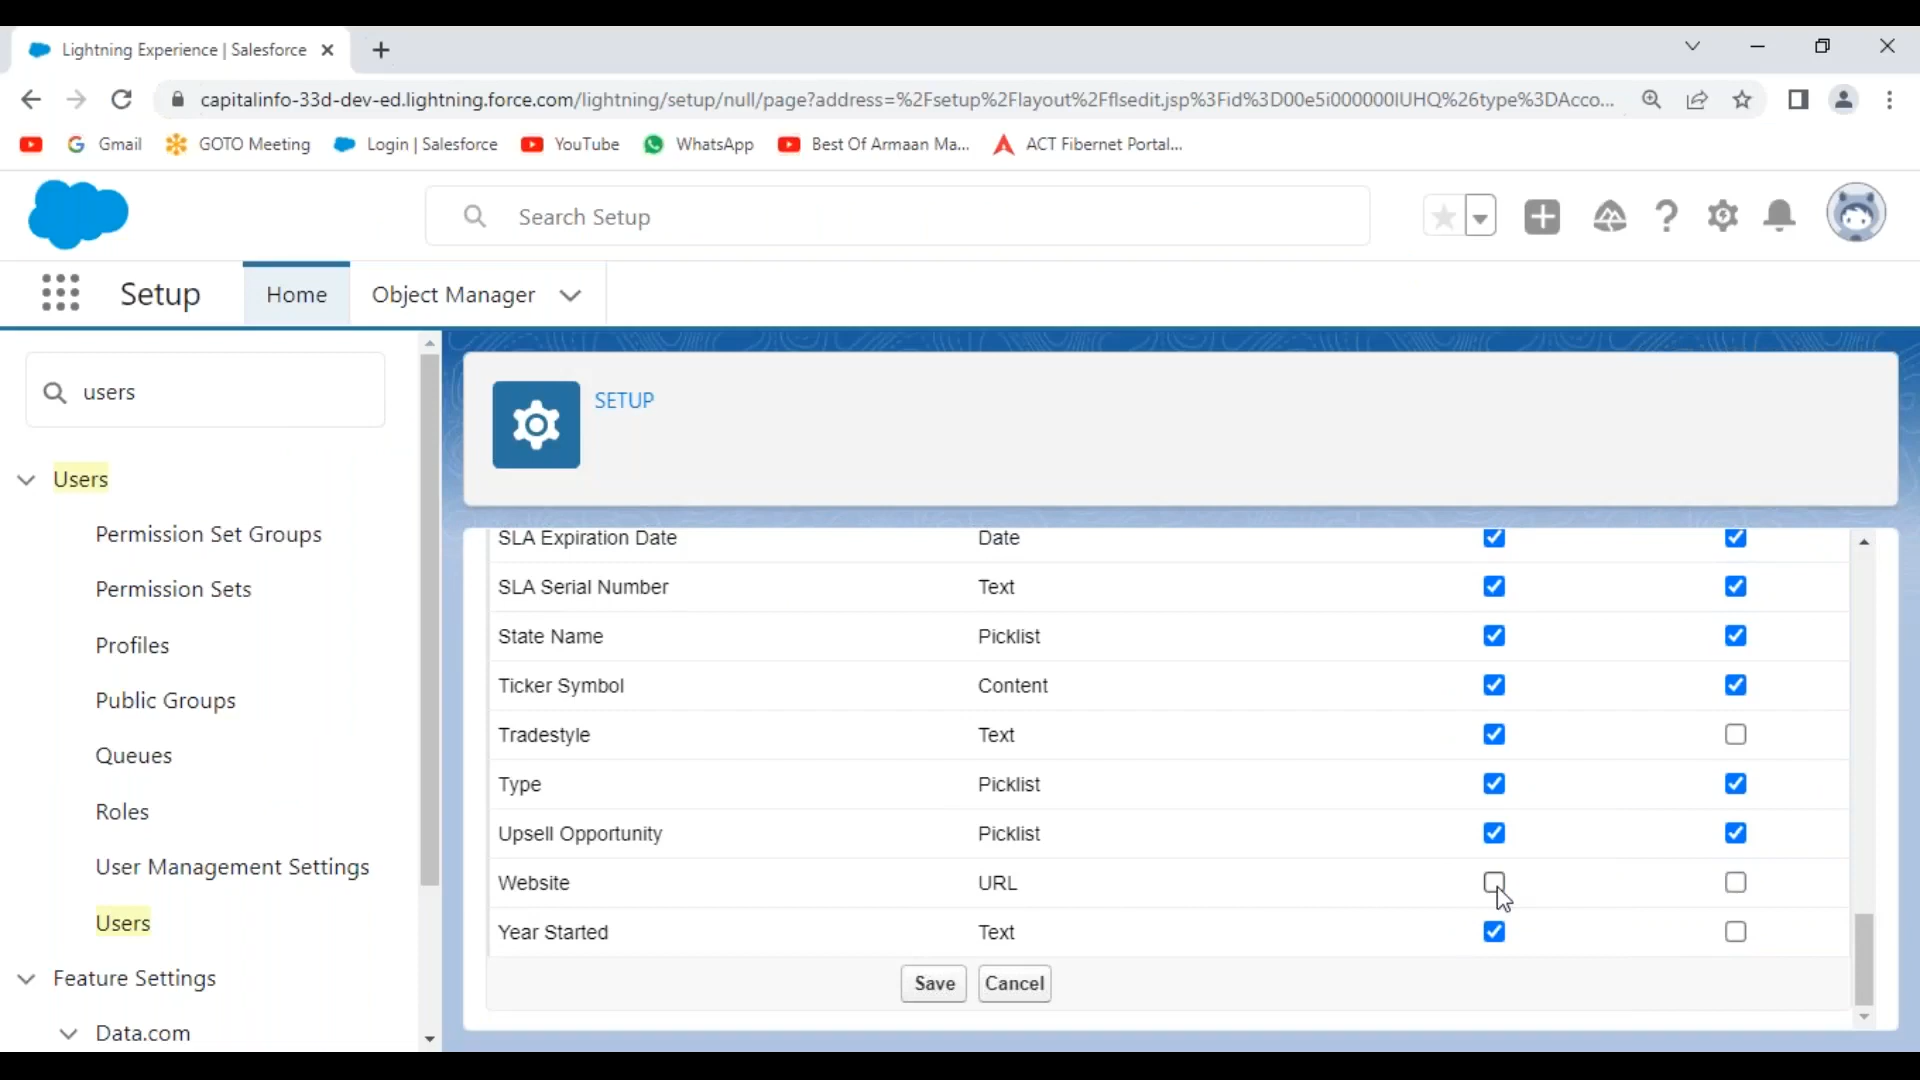 Lightning Experience | Salesforce
capitalinfo-33d-dev-ed.lightning.force.com/lightning/setup/null/page?address=%2Fsetup%2Flayout%2Fflsedit.jsp%3Fid%3D00e5i000000IUHQ%26type%3DAcco...
Gmail GOTO Meeting Login | Salesforce YouTube WhatsApp Best Of Armaan Ma... ACT Fibernet Portal...
Search Setup
Setup Home Object Manager
users
SETUP
Users
Permission Set Groups
Permission Sets
Profiles
Public Groups
Queues
Roles
User Management Settings
Users
Feature Settings
Data.com
SLA Expiration Date Date
SLA Serial Number Text
State Name Picklist
Ticker Symbol Content
Tradestyle Text
Type Picklist
Upsell Opportunity Picklist
Website URL
Year Started Text
Save Cancel